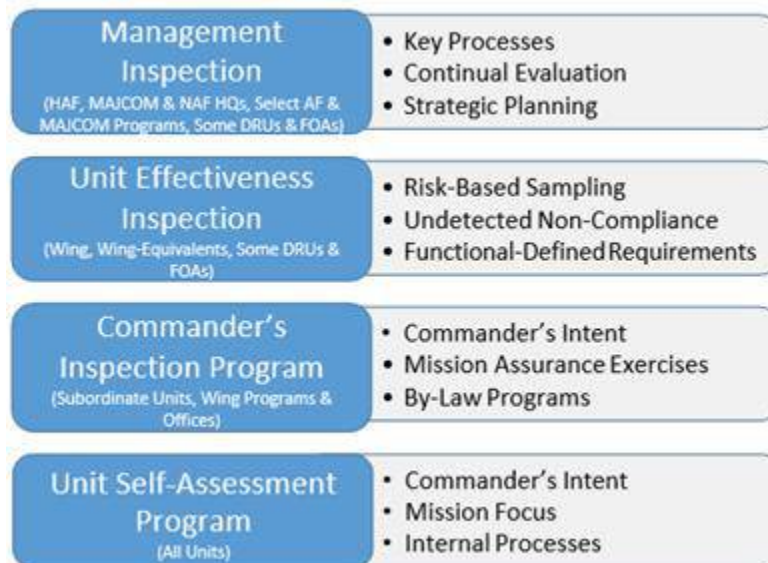 Management
Inspection
(HAF, MAJCOM & NAF HQs, Select AF &
MAJCOM Programs, Some DRUs & FOAs)
• Key Processes
• Continual Evaluation
• Strategic Planning
Unit Effectiveness
Inspection
(Wing, Wing-Equivalents, Some DRUs &
FOAs)
• Risk-Based Sampling
• Undetected Non-Compliance
• Functional-Defined Requirements
Commander's
Inspection Program
(Subordinate Units, Wing Programs &
Offices)
• Commander's Intent
• Mission Assurance Exercises
• By-Law Programs
Unit Self-Assessment
Program
(All Units)
• Commander's Intent
• Mission Focus
• Internal Processes